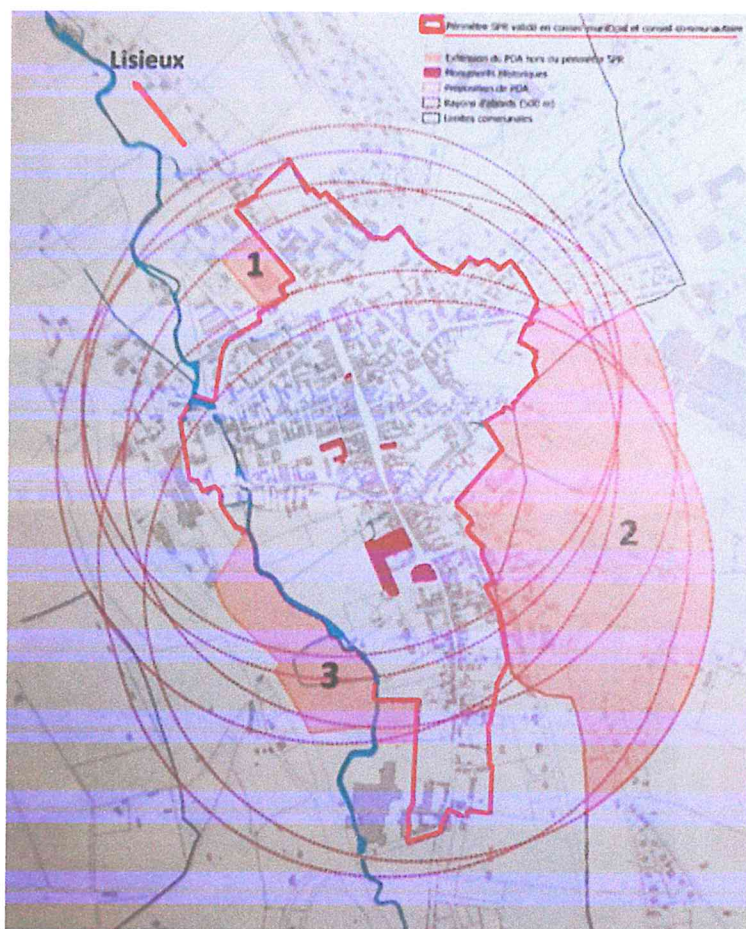 Périmètre SPR validé en conseil municipal et conseil communautaire
Lisieux
Extension du PDA hors du périmètre SPR
Monuments Historiques
Proposition de PDA
Rayons d'abords (500 m)
Limites communales
1
2
3